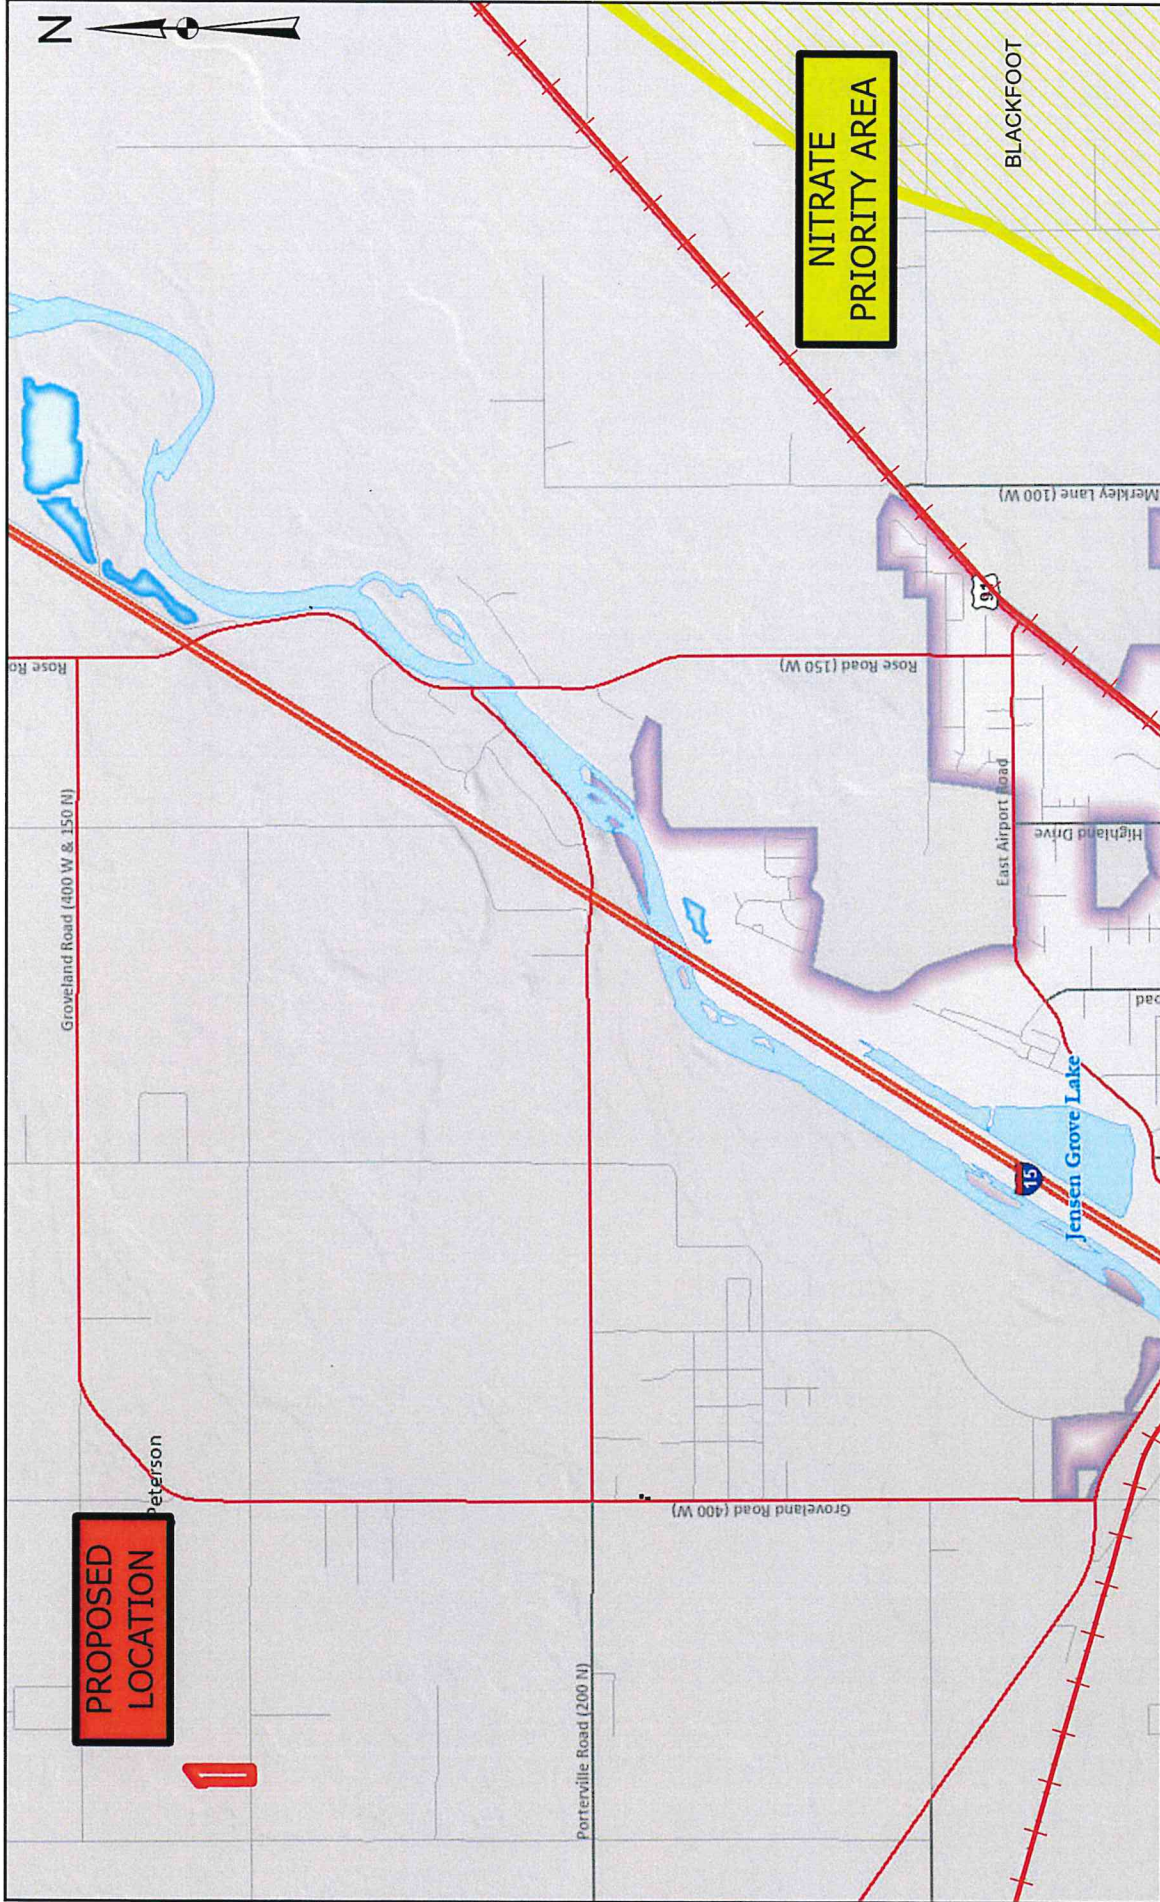 N
PROPOSED
LOCATION
Peterson
Groveland Road (400 W & 150 N)
Rose Ro
NITRATE
PRIORITY AREA
BLACKFOOT
Porterville Road (200 N)
Groveland Road (400 W)
Rose Road (150 W)
Merkley Lane (100 W)
91
East Airport Road
Highland Drive
oad
15
Jensen Grove Lake